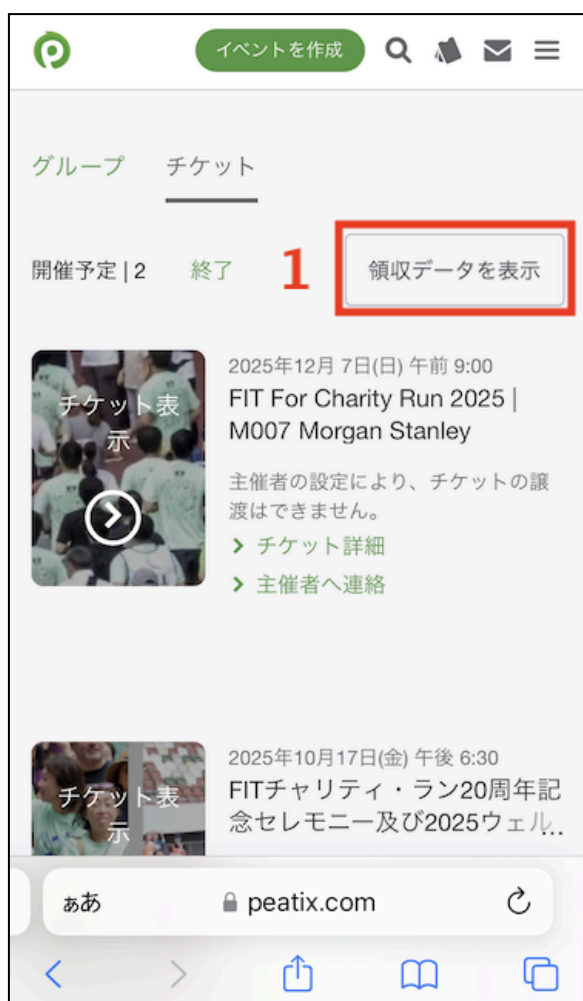 イベントを作成
グループ チケット
開催予定 | 2 終了 1 領収データを表示
チケット表
示
2025年12月 7日(日) 午前 9:00
FIT For Charity Run 2025 |
M007 Morgan Stanley
主催者の設定により、チケットの譲
渡はできません。
チケット詳細
主催者へ連絡
チケット表
示
2025年10月17日(金) 午後 6:30
FITチャリティ・ラン20周年記
念セレモニー及び2025ウェル...
ぁあ peatix.com